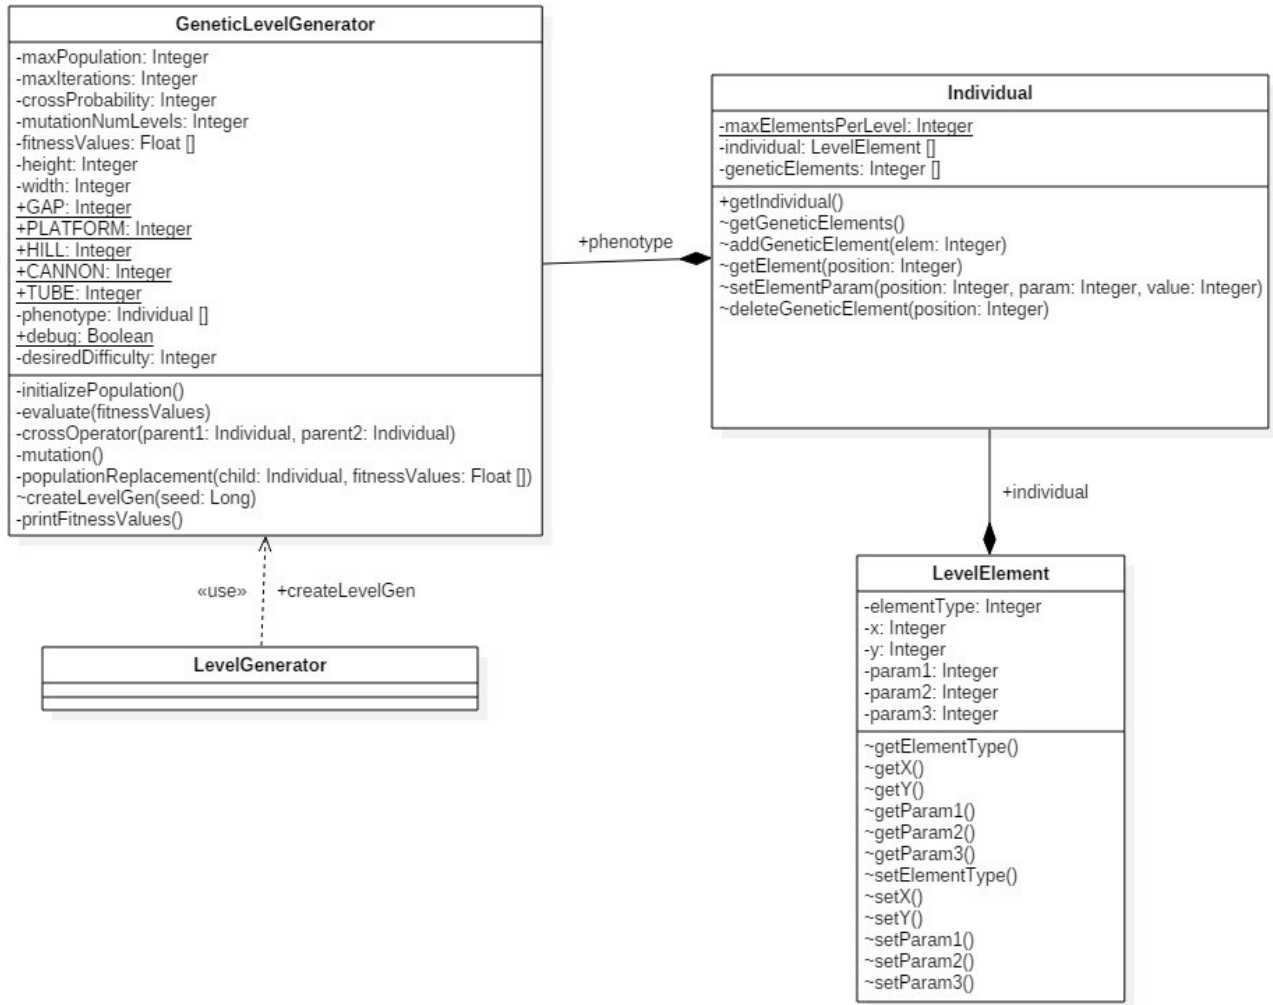 GeneticLevelGenerator
-maxPopulation: Integer
-maxIterations: Integer
-crossProbability: Integer
-mutationNumLevels: Integer
-fitnessValues: Float []
-height: Integer
-width: Integer
+GAP: Integer
+PLATFORM: Integer
+HILL: Integer
+CANNON: Integer
+TUBE: Integer
-phenotype: Individual []
+debug: Boolean
-desiredDifficulty: Integer
-initializePopulation()
-evaluate(fitnessValues)
-crossOperator(parent1: Individual, parent2: Individual)
-mutation()
-populationReplacement(child: Individual, fitnessValues: Float [])
~createLevelGen(seed: Long)
-printFitnessValues()
+phenotype
Individual
-maxElementsPerLevel: Integer
-individual: LevelElement []
-geneticElements: Integer []
+getIndividual()
~getGeneticElements()
~addGeneticElement(elem: Integer)
~getElement(position: Integer)
~setElementParam(position: Integer, param: Integer, value: Integer)
~deleteGeneticElement(position: Integer)
+individual
«use»
+createLevelGen
LevelGenerator
LevelElement
-elementType: Integer
-x: Integer
-y: Integer
-param1: Integer
-param2: Integer
-param3: Integer
~getElementType()
~getX()
~getY()
~getParam1()
~getParam2()
~getParam3()
~setElementType()
~setX()
~setY()
~setParam1()
~setParam2()
~setParam3()